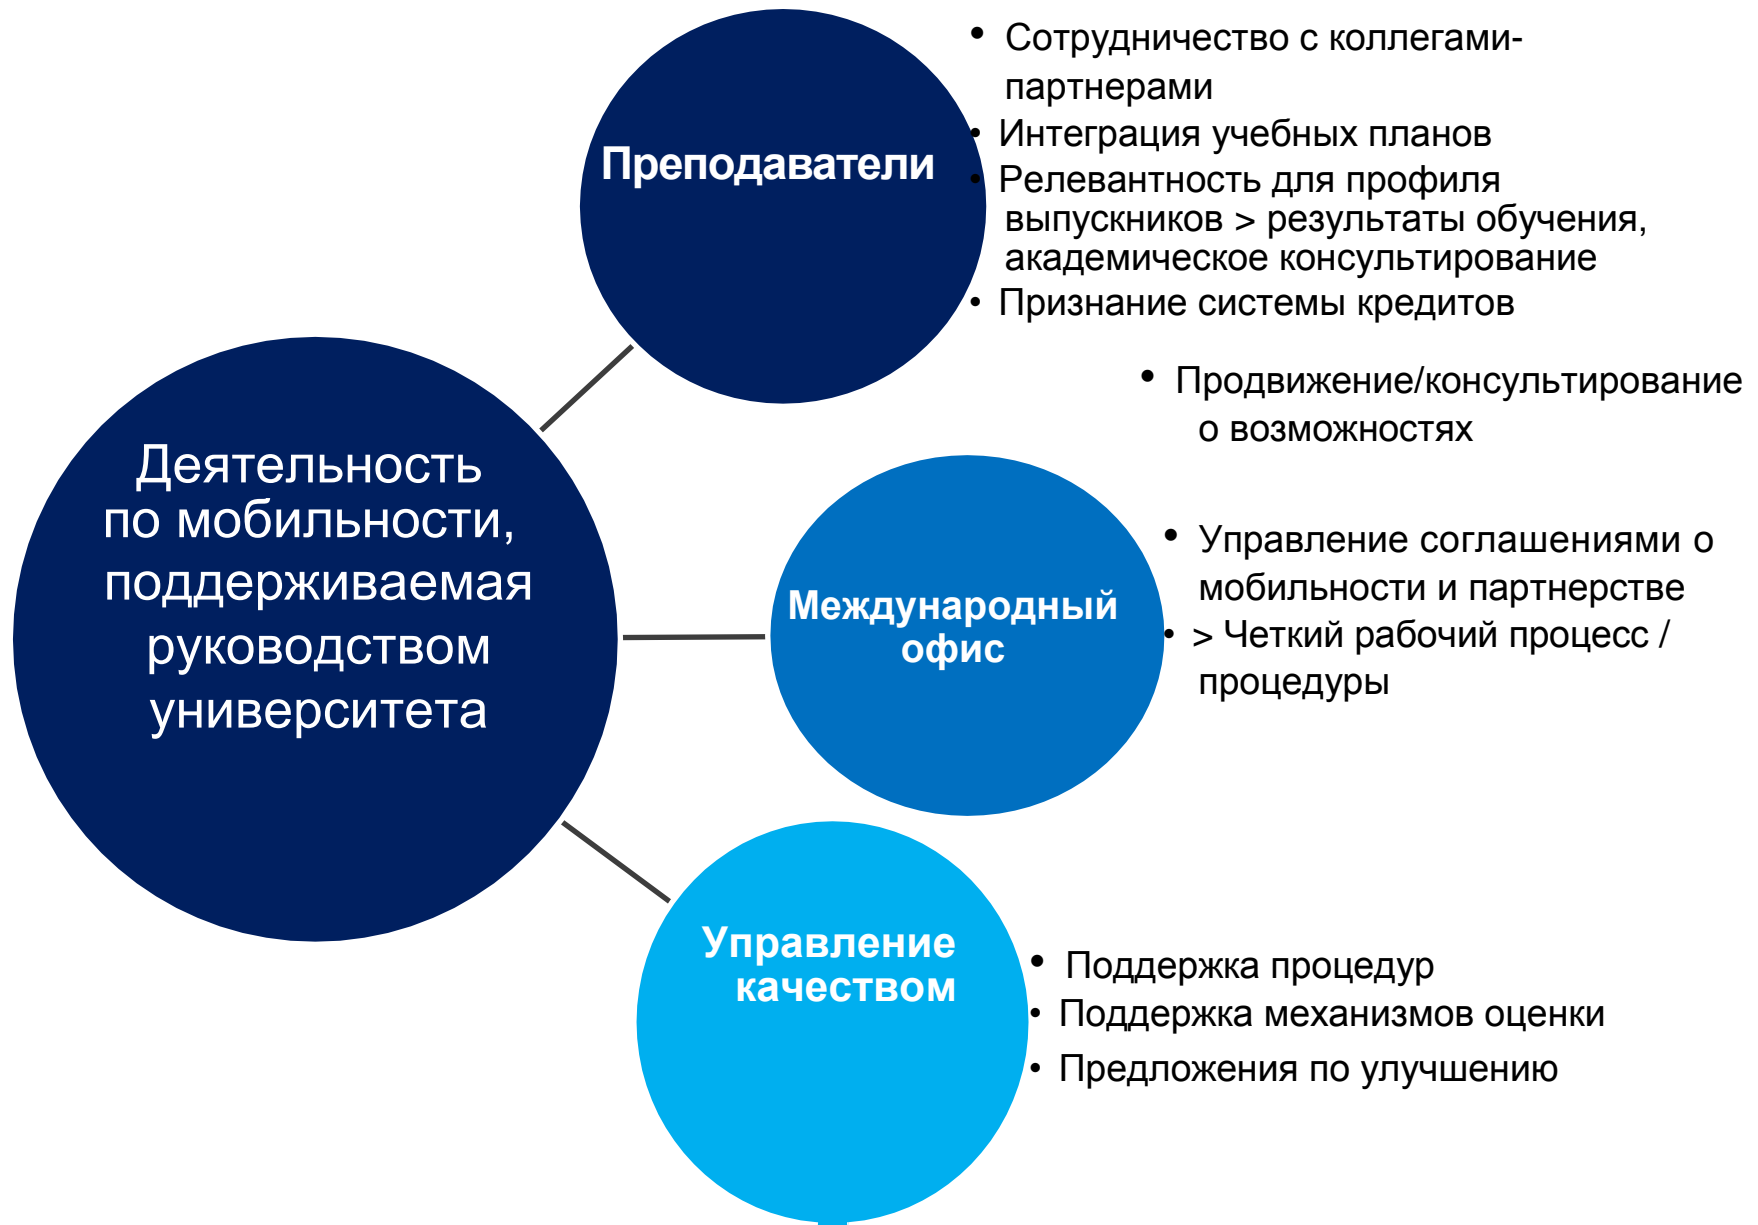 Деятельность
по мобильности,
поддерживаемая
руководством
университета
Преподаватели
• Сотрудничество с коллегами-
партнерами
• Интеграция учебных планов
• Релевантность для профиля
выпускников > результаты обучения,
академическое консультирование
• Признание системы кредитов
Международный
офис
• Продвижение/консультирование
о возможностях
• Управление соглашениями о
мобильности и партнерстве
• > Четкий рабочий процесс /
процедуры
Управление
качеством
• Поддержка процедур
• Поддержка механизмов оценки
• Предложения по улучшению